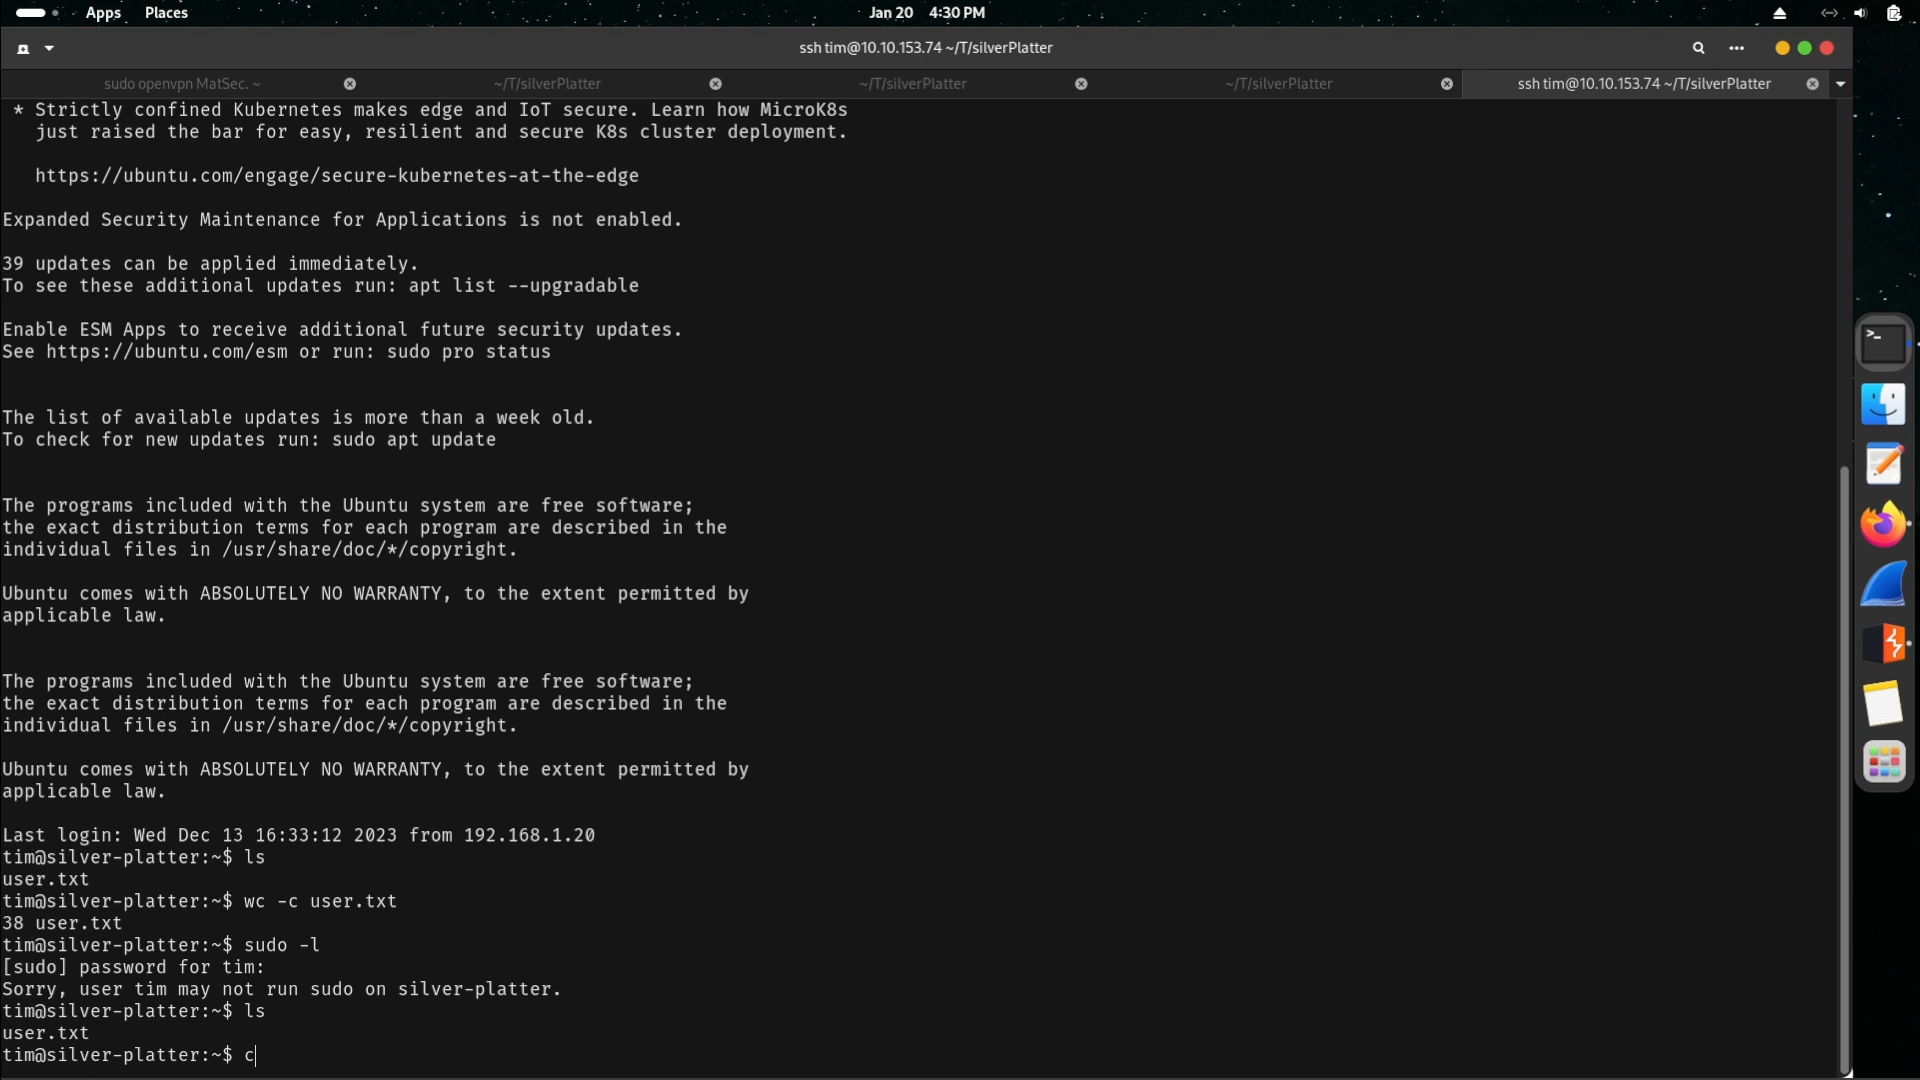 Apps Places Jan 20 4:30 PM
ssh tim@10.10.153.74 ~/T/silverPlatter
sudo openvpn MatSec. ~ ~/T/silverPlatter ~/T/silverPlatter ~/T/silverPlatter ssh tim@10.10.153.74 ~/T/silverPlatter
* Strictly confined Kubernetes makes edge and IoT secure. Learn how MicroK8s
just raised the bar for easy, resilient and secure K8s cluster deployment.
https://ubuntu.com/engage/secure-kubernetes-at-the-edge
Expanded Security Maintenance for Applications is not enabled.
39 updates can be applied immediately.
To see these additional updates run: apt list --upgradable
Enable ESM Apps to receive additional future security updates.
See https://ubuntu.com/esm or run: sudo pro status
The list of available updates is more than a week old.
To check for new updates run: sudo apt update
The programs included with the Ubuntu system are free software;
the exact distribution terms for each program are described in the
individual files in /usr/share/doc/*/copyright.
Ubuntu comes with ABSOLUTELY NO WARRANTY, to the extent permitted by
applicable law.
The programs included with the Ubuntu system are free software;
the exact distribution terms for each program are described in the
individual files in /usr/share/doc/*/copyright.
Ubuntu comes with ABSOLUTELY NO WARRANTY, to the extent permitted by
applicable law.
Last login: Wed Dec 13 16:33:12 2023 from 192.168.1.20
tim@silver-platter:~$ ls
user.txt
tim@silver-platter:~$ wc -c user.txt
38 user.txt
tim@silver-platter:~$ sudo -l
[sudo] password for tim:
Sorry, user tim may not run sudo on silver-platter.
tim@silver-platter:~$ ls
user.txt
tim@silver-platter:~$ c